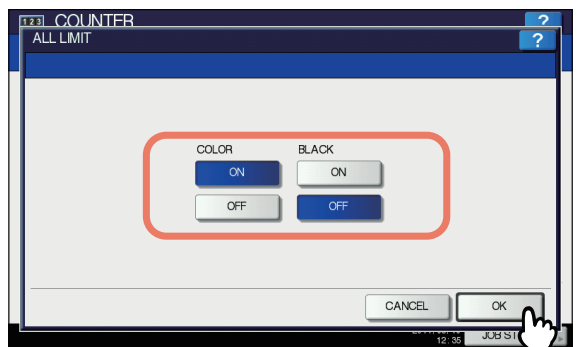 123 COUNTER ?
ALL LIMIT ?
COLOR BLACK
ON ON
OFF OFF
CANCEL OK
JOB ST
12:35